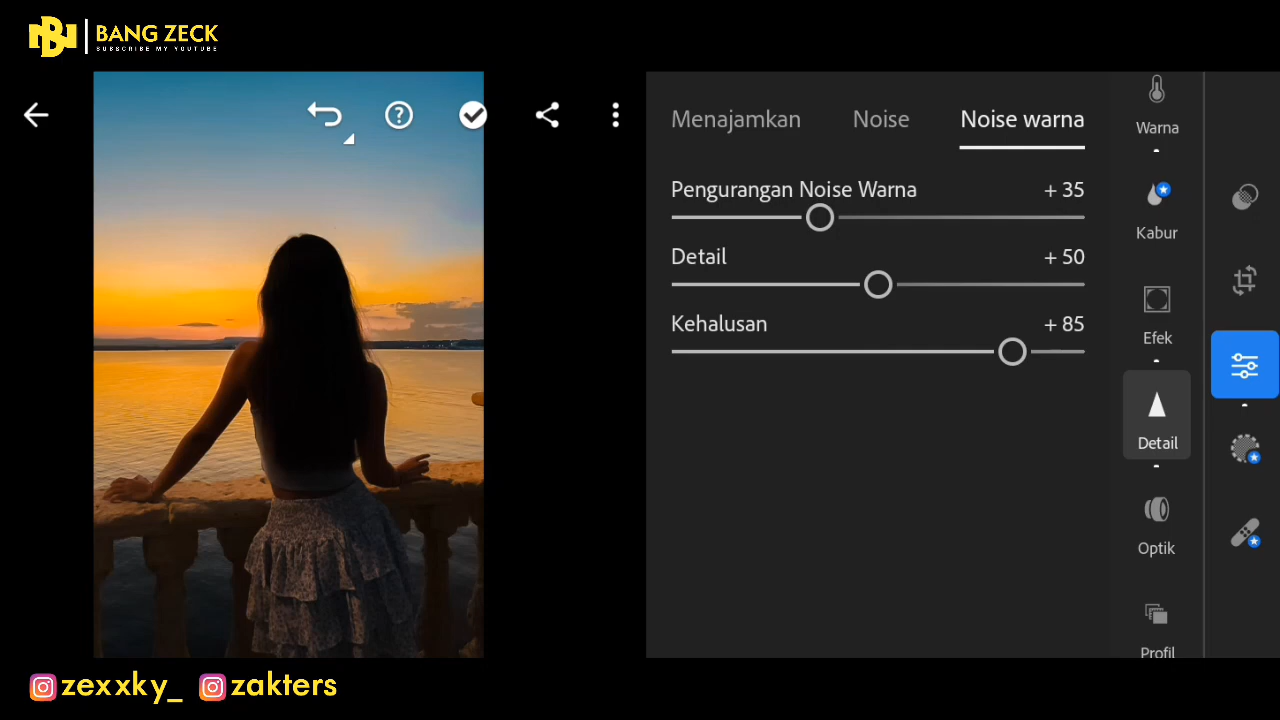 BANG ZECK
SUBSCRIBE MY YOUTUBE
Menajamkan
Noise
Noise warna
Pengurangan Noise Warna
+ 35
Detail
+ 50
Kehalusan
+ 85
Warna
Kabur
Efek
Detail
Optik
Profil
zexxky_
zakters